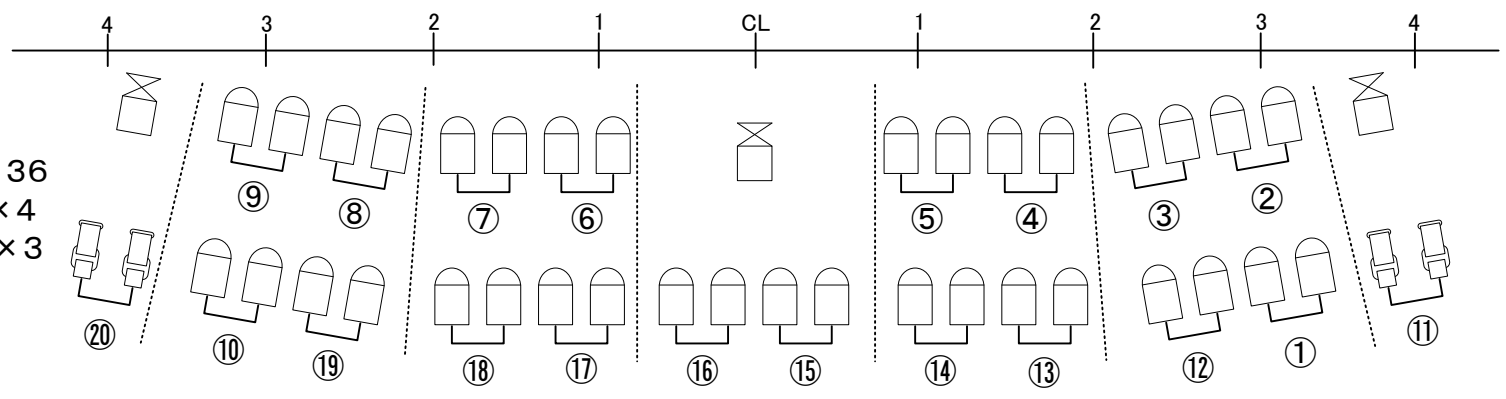 4 3 2 1 CL 1 2 3 4
36
×4
×3
⑨ ⑧ ⑦ ⑥ ⑤ ④ ③ ②
⑳ ⑩ ⑲ ⑱ ⑰ ⑯ ⑮ ⑭ ⑬ ⑫ ① ⑪